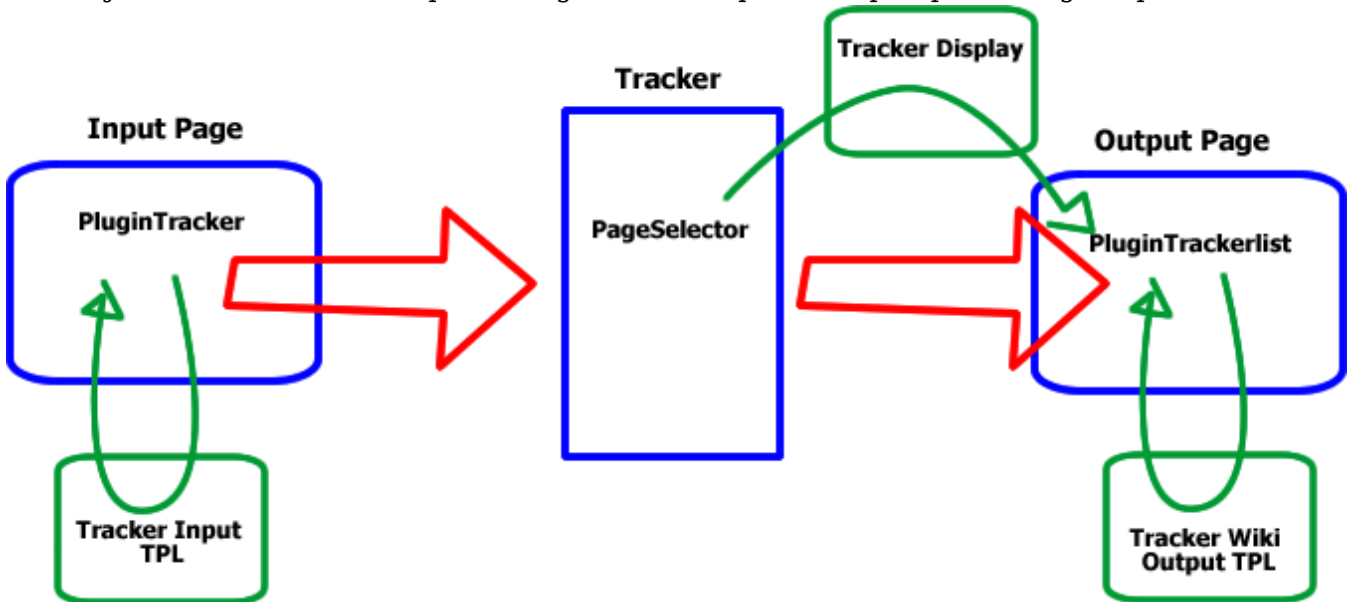 Tracker Display
Tracker
Input Page
Output Page
PluginTracker
PageSelector
PluginTrackerlist
Tracker Input
TPL
Tracker Wiki
Output TPL